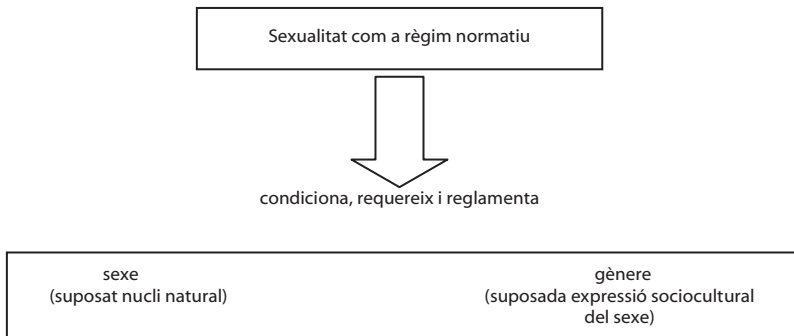 Sexualitat com a règim normatiu
condiciona, requereix i reglamenta
sexe
(suposat nucli natural)
gènere
(suposada expressió sociocultural
del sexe)